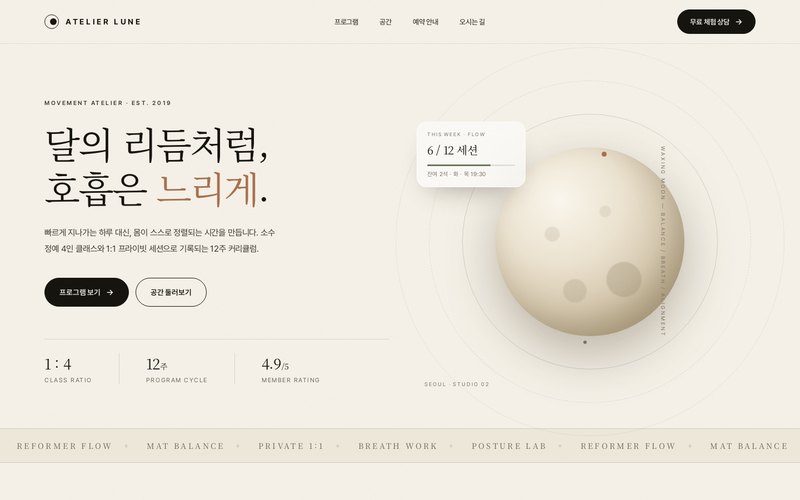 ATELIER LUNE
프로그램
공간
예약 안내
오시는 길
무료 체험 상담 →
MOVEMENT ATELIER · EST. 2019
달의 리듬처럼,
호흡은 느리게.
빠르게 지나가는 하루 대신, 몸이 스스로 정렬되는 시간을 만듭니다. 소수
정예 4인 클래스와 1:1 프라이빗 세션으로 기록되는 12주 커리큘럼.
프로그램 보기 →
공간 둘러보기
1 : 4
CLASS RATIO
12주
PROGRAM CYCLE
4.9/5
MEMBER RATING
THIS WEEK · FLOW
6 / 12 세션
잔여 2석 · 화 · 목 19:30
WAXING MOON — BALANCE / BREATH / ALIGNMENT
SEOUL · STUDIO 02
REFORMER FLOW + MAT BALANCE + PRIVATE 1:1 + BREATH WORK + POSTURE LAB + REFORMER FLOW + MAT BALANCE